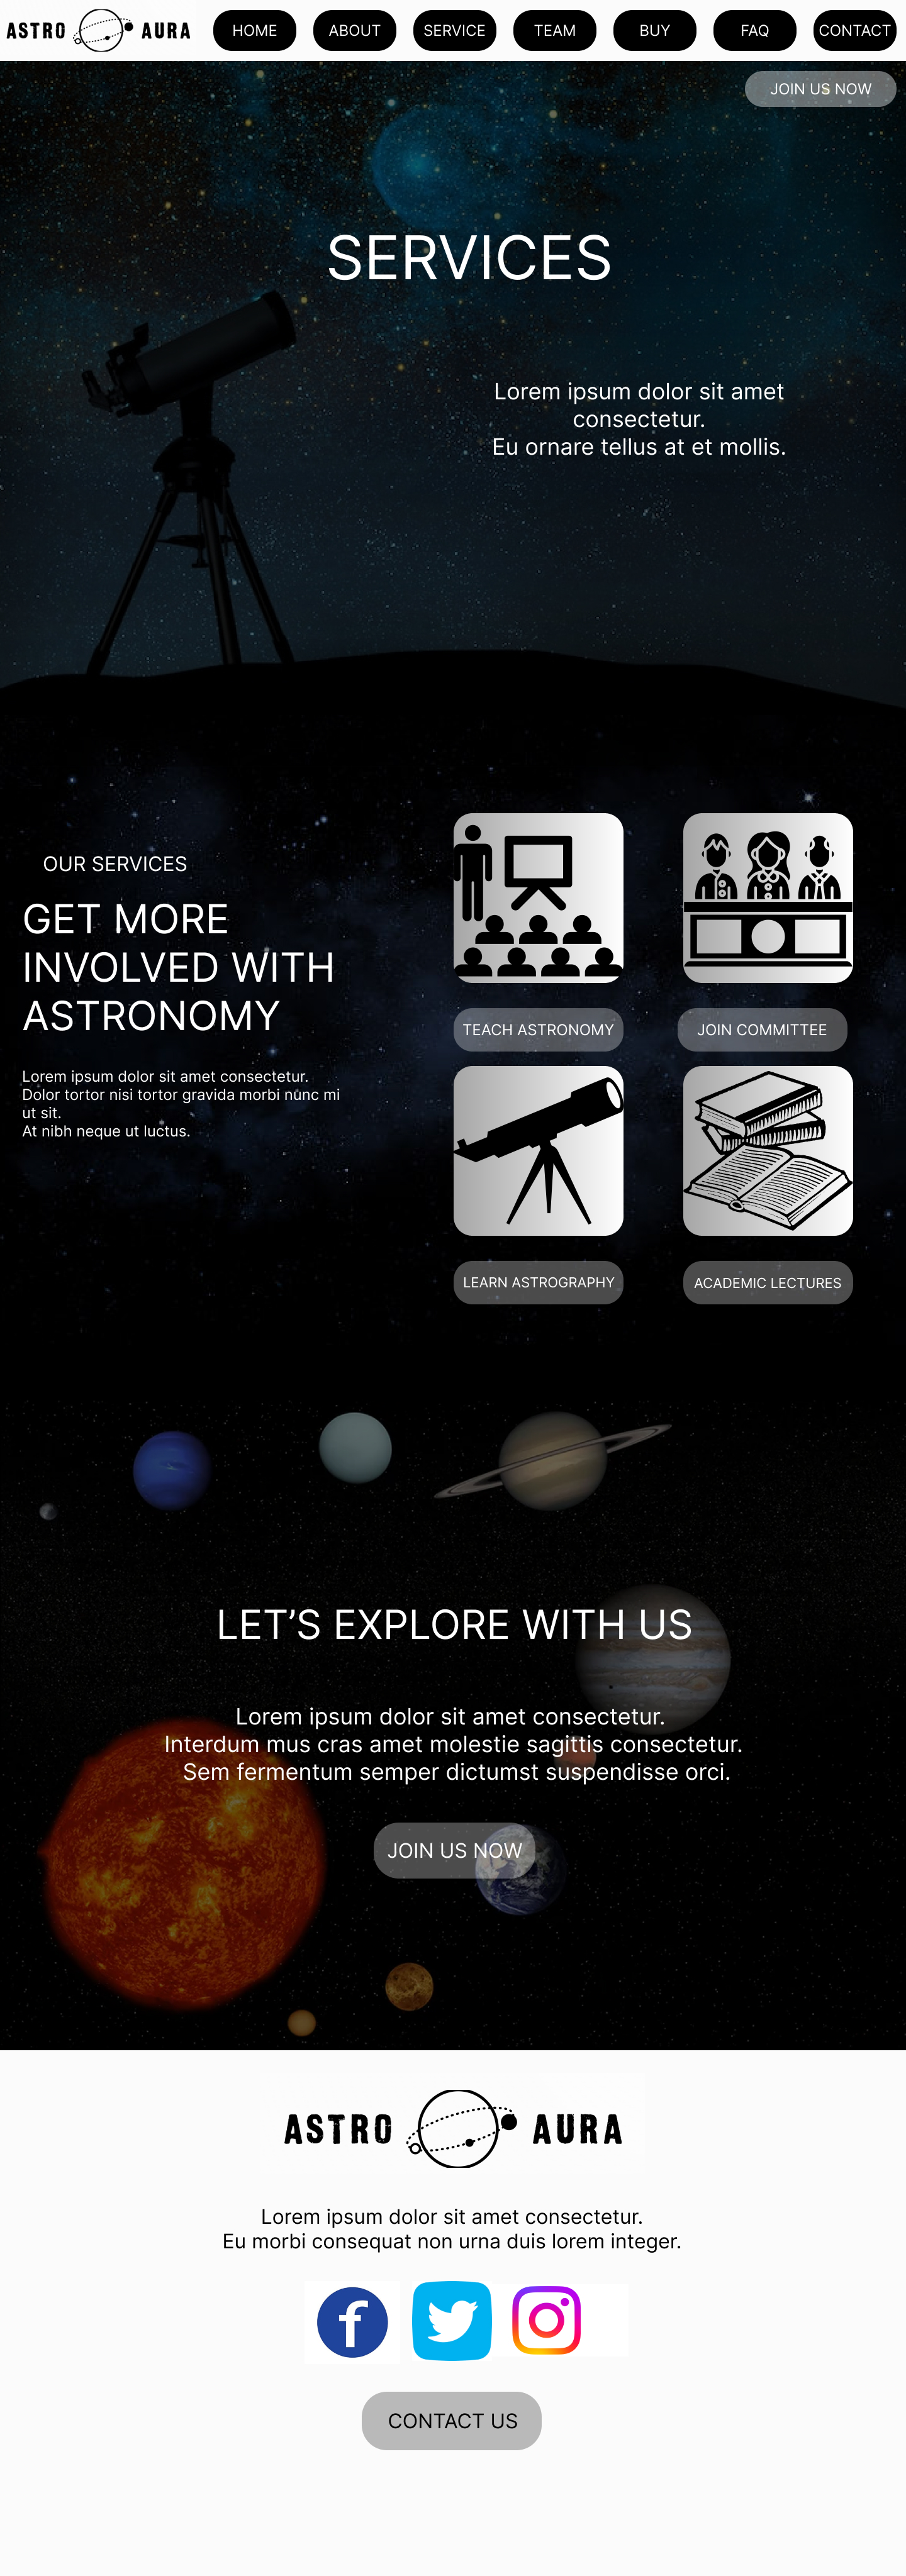 ASTRO AURA
HOME
ABOUT
SERVICE
TEAM
BUY
FAQ
CONTACT
JOIN US NOW
SERVICES
Lorem ipsum dolor sit amet
consectetur.
Eu ornare tellus at et mollis.
OUR SERVICES
GET MORE
INVOLVED WITH
ASTRONOMY
Lorem ipsum dolor sit amet consectetur.
Dolor tortor nisi tortor gravida morbi nunc mi
ut sit.
At nibh neque ut luctus.
TEACH ASTRONOMY
JOIN COMMITTEE
LEARN ASTROGRAPHY
ACADEMIC LECTURES
LET’S EXPLORE WITH US
Lorem ipsum dolor sit amet consectetur.
Interdum mus cras amet molestie sagittis consectetur.
Sem fermentum semper dictumst suspendisse orci.
JOIN US NOW
ASTRO AURA
Lorem ipsum dolor sit amet consectetur.
Eu morbi consequat non urna duis lorem integer.
CONTACT US